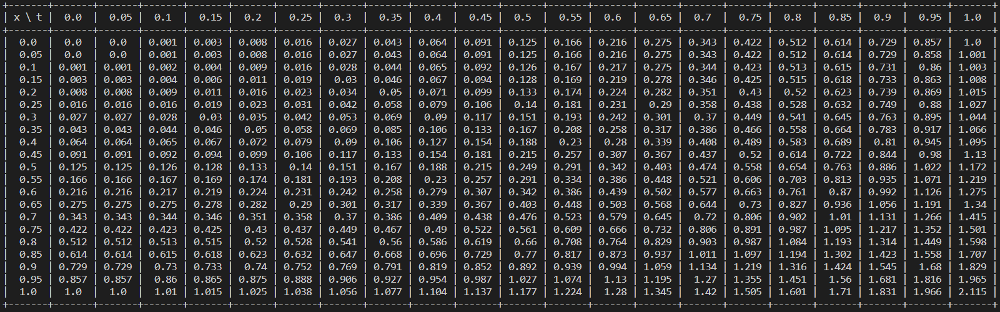 +-------+-------+-------+-------+-------+-------+-------+-------+-------+-------+-------+-------+-------+-------+-------+-------+-------+-------+-------+-------+-------+-------+
| x \ t | 0.0 | 0.05 | 0.1 | 0.15 | 0.2 | 0.25 | 0.3 | 0.35 | 0.4 | 0.45 | 0.5 | 0.55 | 0.6 | 0.65 | 0.7 | 0.75 | 0.8 | 0.85 | 0.9 | 0.95 | 1.0 |
+-------+-------+-------+-------+-------+-------+-------+-------+-------+-------+-------+-------+-------+-------+-------+-------+-------+-------+-------+-------+-------+-------+
| 0.0 | 0.0 | 0.0 | 0.001 | 0.003 | 0.008 | 0.016 | 0.027 | 0.043 | 0.064 | 0.091 | 0.125 | 0.166 | 0.216 | 0.275 | 0.343 | 0.422 | 0.512 | 0.614 | 0.729 | 0.857 | 1.0 |
| 0.05 | 0.0 | 0.0 | 0.001 | 0.003 | 0.008 | 0.016 | 0.027 | 0.043 | 0.064 | 0.091 | 0.125 | 0.166 | 0.216 | 0.275 | 0.343 | 0.422 | 0.512 | 0.614 | 0.729 | 0.858 | 1.001 |
| 0.1 | 0.001 | 0.001 | 0.002 | 0.004 | 0.009 | 0.016 | 0.028 | 0.044 | 0.065 | 0.092 | 0.126 | 0.167 | 0.217 | 0.275 | 0.344 | 0.423 | 0.513 | 0.615 | 0.731 | 0.86 | 1.003 |
| 0.15 | 0.003 | 0.003 | 0.004 | 0.006 | 0.011 | 0.019 | 0.03 | 0.046 | 0.067 | 0.094 | 0.128 | 0.169 | 0.219 | 0.278 | 0.346 | 0.425 | 0.515 | 0.618 | 0.733 | 0.863 | 1.008 |
| 0.2 | 0.008 | 0.008 | 0.009 | 0.011 | 0.016 | 0.023 | 0.034 | 0.05 | 0.071 | 0.099 | 0.133 | 0.174 | 0.224 | 0.282 | 0.351 | 0.43 | 0.52 | 0.623 | 0.739 | 0.869 | 1.015 |
| 0.25 | 0.016 | 0.016 | 0.016 | 0.019 | 0.023 | 0.031 | 0.042 | 0.058 | 0.079 | 0.106 | 0.14 | 0.181 | 0.231 | 0.29 | 0.358 | 0.438 | 0.528 | 0.632 | 0.749 | 0.88 | 1.027 |
| 0.3 | 0.027 | 0.027 | 0.028 | 0.03 | 0.035 | 0.042 | 0.053 | 0.069 | 0.09 | 0.117 | 0.151 | 0.193 | 0.242 | 0.301 | 0.37 | 0.449 | 0.541 | 0.645 | 0.763 | 0.895 | 1.044 |
| 0.35 | 0.043 | 0.043 | 0.044 | 0.046 | 0.05 | 0.058 | 0.069 | 0.085 | 0.106 | 0.133 | 0.167 | 0.208 | 0.258 | 0.317 | 0.386 | 0.466 | 0.558 | 0.664 | 0.783 | 0.917 | 1.066 |
| 0.4 | 0.064 | 0.064 | 0.065 | 0.067 | 0.072 | 0.079 | 0.09 | 0.106 | 0.127 | 0.154 | 0.188 | 0.23 | 0.28 | 0.339 | 0.408 | 0.489 | 0.583 | 0.689 | 0.81 | 0.945 | 1.095 |
| 0.45 | 0.091 | 0.091 | 0.092 | 0.094 | 0.099 | 0.106 | 0.117 | 0.133 | 0.154 | 0.181 | 0.215 | 0.257 | 0.307 | 0.367 | 0.437 | 0.52 | 0.614 | 0.722 | 0.844 | 0.98 | 1.13 |
| 0.5 | 0.125 | 0.125 | 0.126 | 0.128 | 0.133 | 0.14 | 0.151 | 0.167 | 0.188 | 0.215 | 0.249 | 0.291 | 0.342 | 0.403 | 0.474 | 0.558 | 0.654 | 0.763 | 0.886 | 1.022 | 1.172 |
| 0.55 | 0.166 | 0.166 | 0.167 | 0.169 | 0.174 | 0.181 | 0.193 | 0.208 | 0.23 | 0.257 | 0.291 | 0.334 | 0.386 | 0.448 | 0.521 | 0.606 | 0.703 | 0.813 | 0.935 | 1.071 | 1.219 |
| 0.6 | 0.216 | 0.216 | 0.217 | 0.219 | 0.224 | 0.231 | 0.242 | 0.258 | 0.279 | 0.307 | 0.342 | 0.386 | 0.439 | 0.502 | 0.577 | 0.663 | 0.761 | 0.87 | 0.992 | 1.126 | 1.275 |
| 0.65 | 0.275 | 0.275 | 0.275 | 0.278 | 0.282 | 0.29 | 0.301 | 0.317 | 0.339 | 0.367 | 0.403 | 0.448 | 0.503 | 0.568 | 0.644 | 0.73 | 0.827 | 0.936 | 1.056 | 1.191 | 1.34 |
| 0.7 | 0.343 | 0.343 | 0.344 | 0.346 | 0.351 | 0.358 | 0.37 | 0.386 | 0.409 | 0.438 | 0.476 | 0.523 | 0.579 | 0.645 | 0.72 | 0.806 | 0.902 | 1.01 | 1.131 | 1.266 | 1.415 |
| 0.75 | 0.422 | 0.422 | 0.423 | 0.425 | 0.43 | 0.437 | 0.449 | 0.467 | 0.49 | 0.522 | 0.561 | 0.609 | 0.666 | 0.732 | 0.806 | 0.891 | 0.987 | 1.095 | 1.217 | 1.352 | 1.501 |
| 0.8 | 0.512 | 0.512 | 0.513 | 0.515 | 0.52 | 0.528 | 0.541 | 0.56 | 0.586 | 0.619 | 0.66 | 0.708 | 0.764 | 0.829 | 0.903 | 0.987 | 1.084 | 1.193 | 1.314 | 1.449 | 1.598 |
| 0.85 | 0.614 | 0.614 | 0.615 | 0.618 | 0.623 | 0.632 | 0.647 | 0.668 | 0.696 | 0.729 | 0.77 | 0.817 | 0.873 | 0.937 | 1.011 | 1.097 | 1.194 | 1.302 | 1.423 | 1.558 | 1.707 |
| 0.9 | 0.729 | 0.729 | 0.73 | 0.733 | 0.74 | 0.752 | 0.769 | 0.791 | 0.819 | 0.852 | 0.892 | 0.939 | 0.994 | 1.059 | 1.134 | 1.219 | 1.316 | 1.424 | 1.545 | 1.68 | 1.829 |
| 0.95 | 0.857 | 0.857 | 0.86 | 0.865 | 0.875 | 0.888 | 0.906 | 0.927 | 0.954 | 0.987 | 1.027 | 1.074 | 1.13 | 1.195 | 1.27 | 1.355 | 1.451 | 1.56 | 1.681 | 1.816 | 1.965 |
| 1.0 | 1.0 | 1.0 | 1.01 | 1.015 | 1.025 | 1.038 | 1.056 | 1.077 | 1.104 | 1.137 | 1.177 | 1.224 | 1.28 | 1.345 | 1.42 | 1.505 | 1.601 | 1.71 | 1.831 | 1.966 | 2.115 |
+-------+-------+-------+-------+-------+-------+-------+-------+-------+-------+-------+-------+-------+-------+-------+-------+-------+-------+-------+-------+-------+-------+